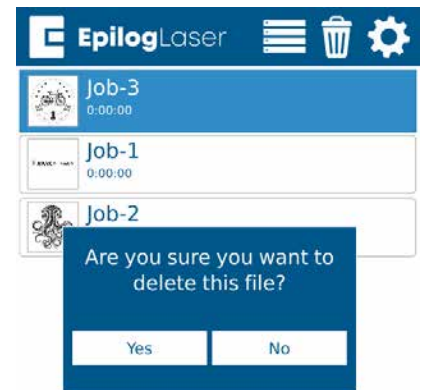 EpilogLaser
Job-3
0:00:00
Job-1
0:00:00
Job-2
Are you sure you want to
delete this file?
Yes
No